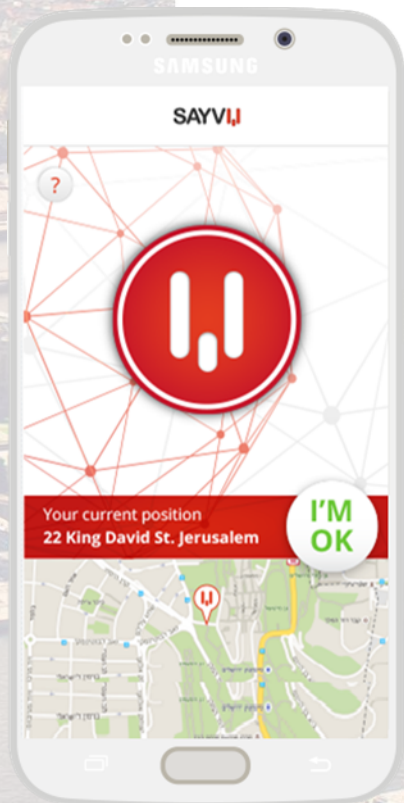 SAMSUNG
SAYVU
?
Your current position
22 King David St. Jerusalem
I'M
OK